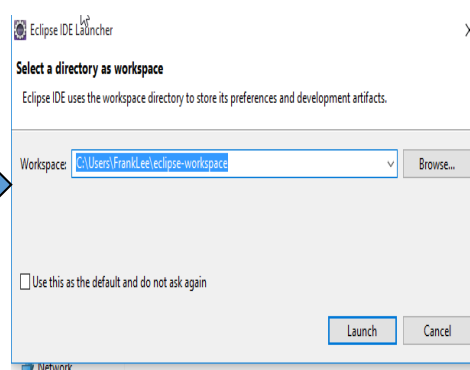 Eclipse IDE Launcher
Select a directory as workspace
Eclipse IDE uses the workspace directory to store its preferences and development artifacts.
Workspace: C:\Users\FrankLee\eclipse-workspace Browse...
Use this as the default and do not ask again
Launch Cancel
Network